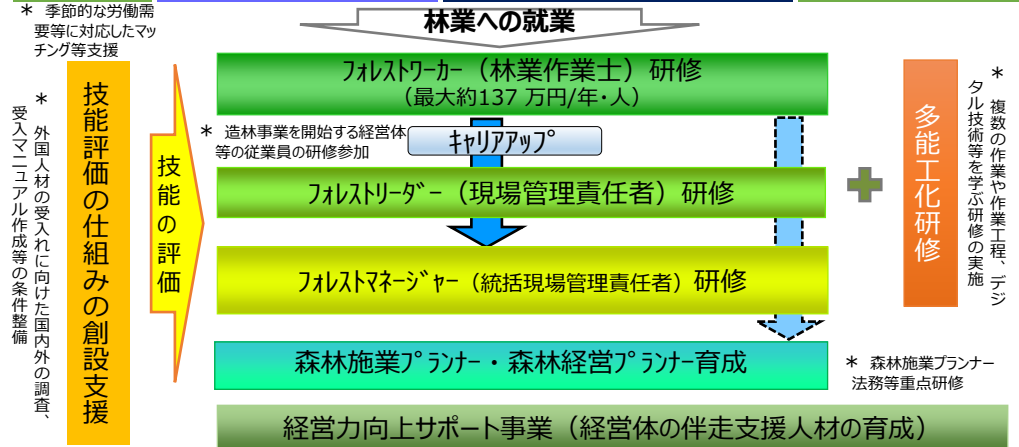 ＊ 季節的な労働需
要等に対応したマッ
チング等支援
林業への就業
フォレストワーカー（林業作業士）研修
（最大約137 万円/年・人）
＊ 造林事業を開始する経営体
等の従業員の研修参加
キャリアアップ
フォレストリーダー（現場管理責任者）研修
フォレストマネージャー（統括現場管理責任者）研修
森林施業プランナー・森林経営プランナー育成
経営力向上サポート事業（経営体の伴走支援人材の育成）
技能評価の仕組みの創設支援
＊ 外国人材の受入れに向けた国内外の調査、
受入マニュアル作成等の条件整備
技能の評価
多能工化研修
＊ 複数の作業や作業工程、デジ
タル技術等を学ぶ研修の実施
＊ 森林施業プランナー
法務等重点研修